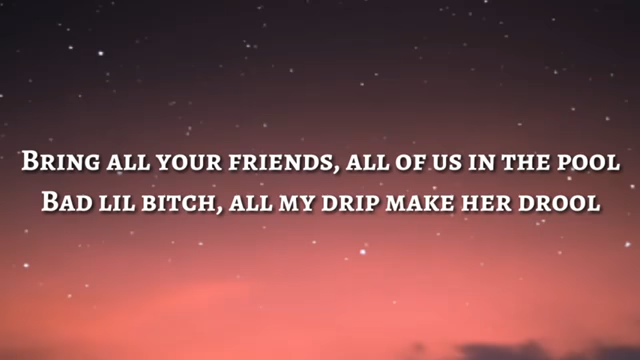 Bring all your friends, all of us in the pool
Bad lil bitch, all my drip make her drool